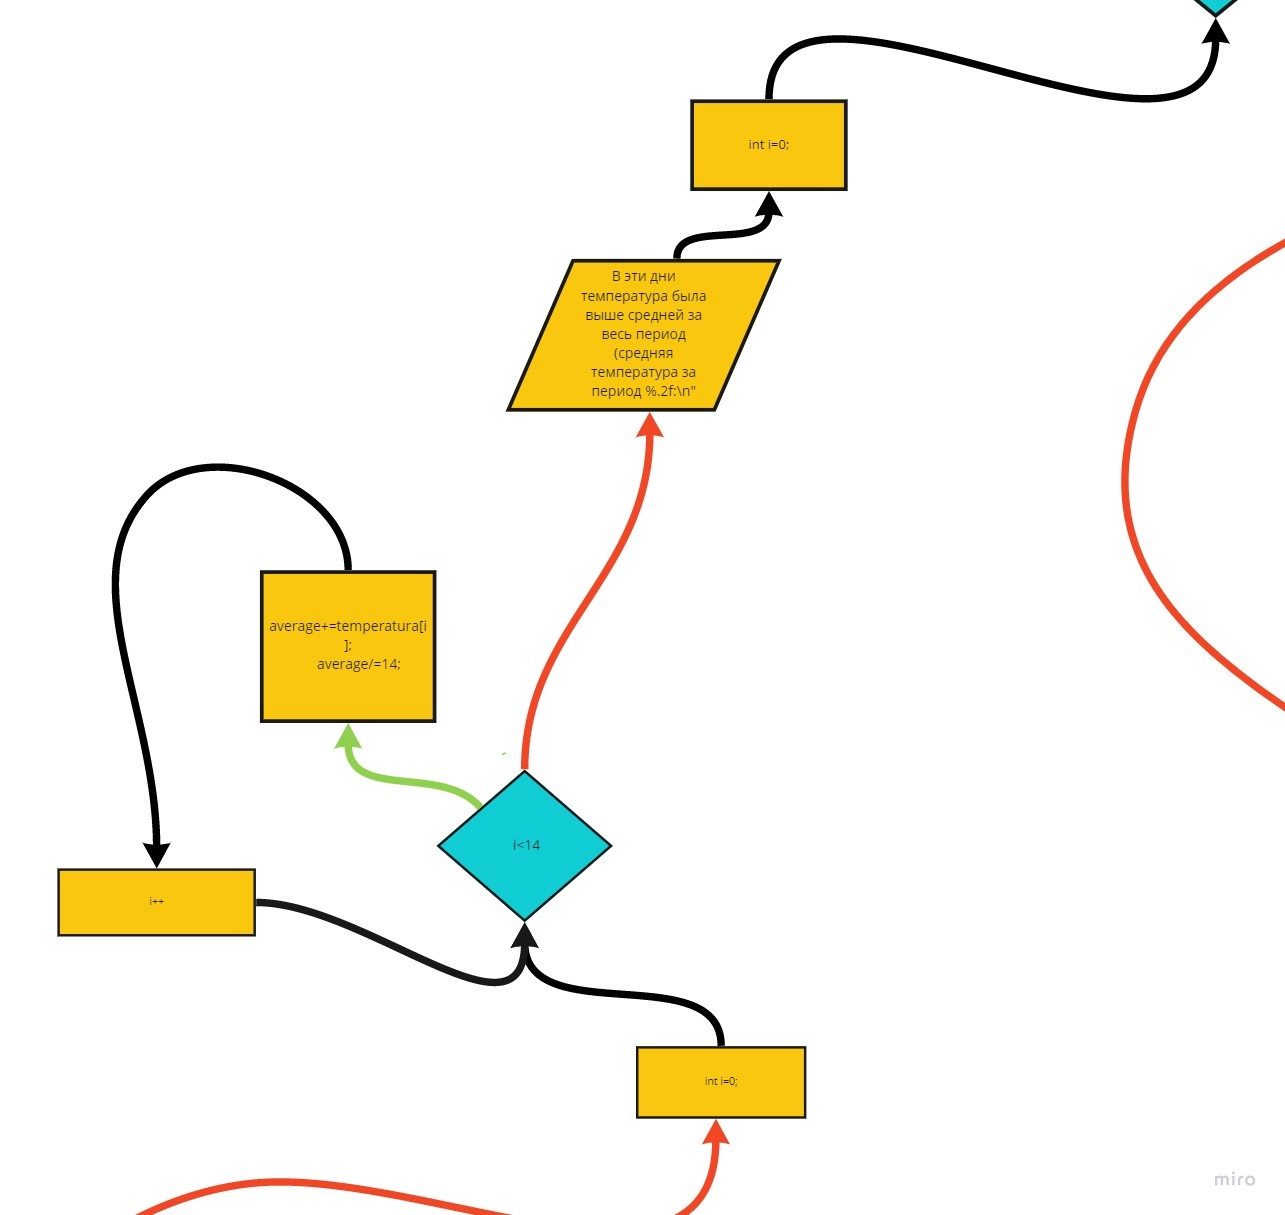 int i=0;
В эти дни
температура была
выше средней за
весь период
(средняя
температура за
период %.2f:\n"
average+=temperatura[i
];
average/=14;
i<14
i++
int i=0;
miro